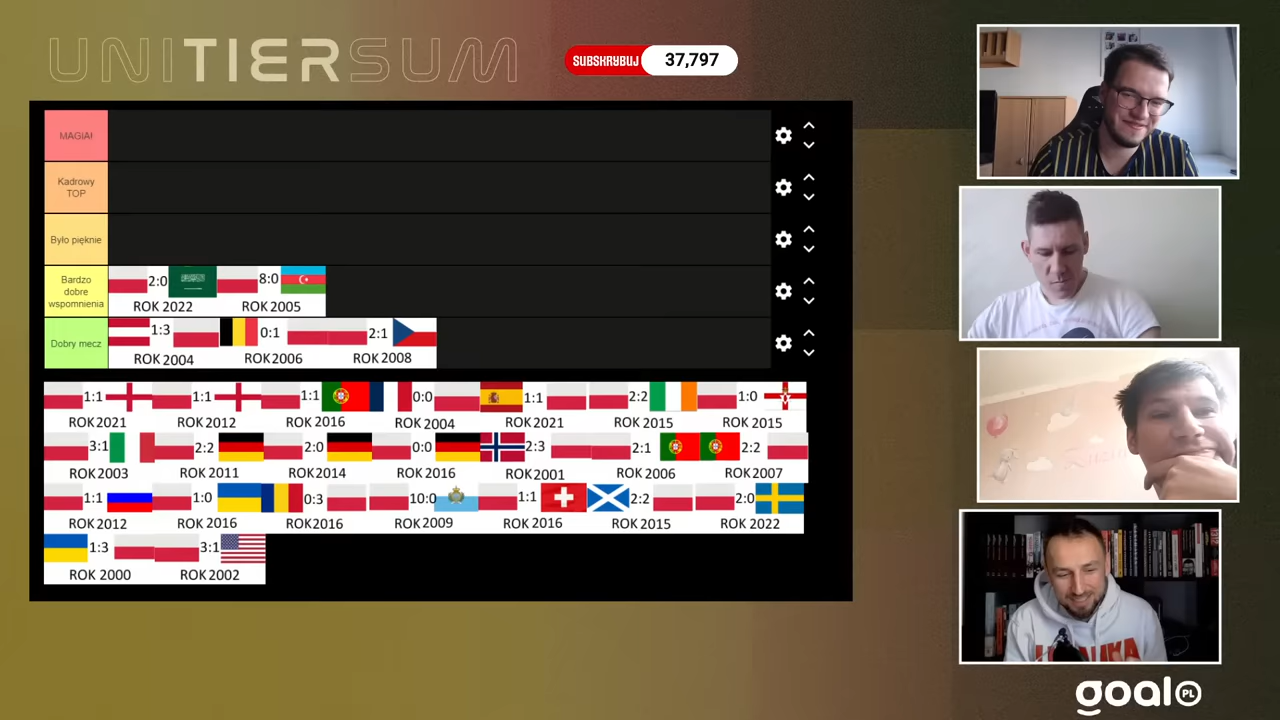 UNITIERSUM
SUBSKRYBUJ 37,797
MAGIA!
Kadrowy
TOP
Było pięknie
Bardzo
dobre
wspomnienia
2:0 8:0
ROK 2022 ROK 2005
Dobry mecz
1:3 0:1 2:1
ROK 2004 ROK 2006 ROK 2008
1:1 1:1 1:1 0:0 1:1 2:2 1:0
ROK 2021 ROK 2012 ROK 2016 ROK 2004 ROK 2021 ROK 2015 ROK 2015
3:1 2:2 2:0 0:0 2:3 2:1 2:2
ROK 2003 ROK 2011 ROK 2014 ROK 2016 ROK 2001 ROK 2006 ROK 2007
1:1 1:0 0:3 10:0 1:1 2:2 2:0
ROK 2012 ROK 2016 ROK 2016 ROK 2009 ROK 2016 ROK 2015 ROK 2022
1:3 3:1
ROK 2000 ROK 2002
goal PL